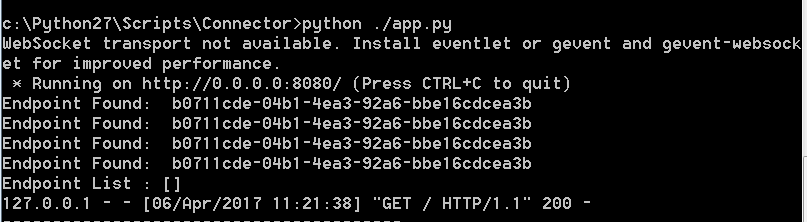 c:\Python27\Scripts\Connector>python ./app.py
WebSocket transport not available. Install eventlet or gevent and gevent-websock
et for improved performance.
 * Running on http://0.0.0.0:8080/ (Press CTRL+C to quit)
Endpoint Found:  b0711cde-04b1-4ea3-92a6-bbe16cdcea3b
Endpoint Found:  b0711cde-04b1-4ea3-92a6-bbe16cdcea3b
Endpoint Found:  b0711cde-04b1-4ea3-92a6-bbe16cdcea3b
Endpoint Found:  b0711cde-04b1-4ea3-92a6-bbe16cdcea3b
Endpoint List : []
127.0.0.1 - - [06/Apr/2017 11:21:38] "GET / HTTP/1.1" 200 -